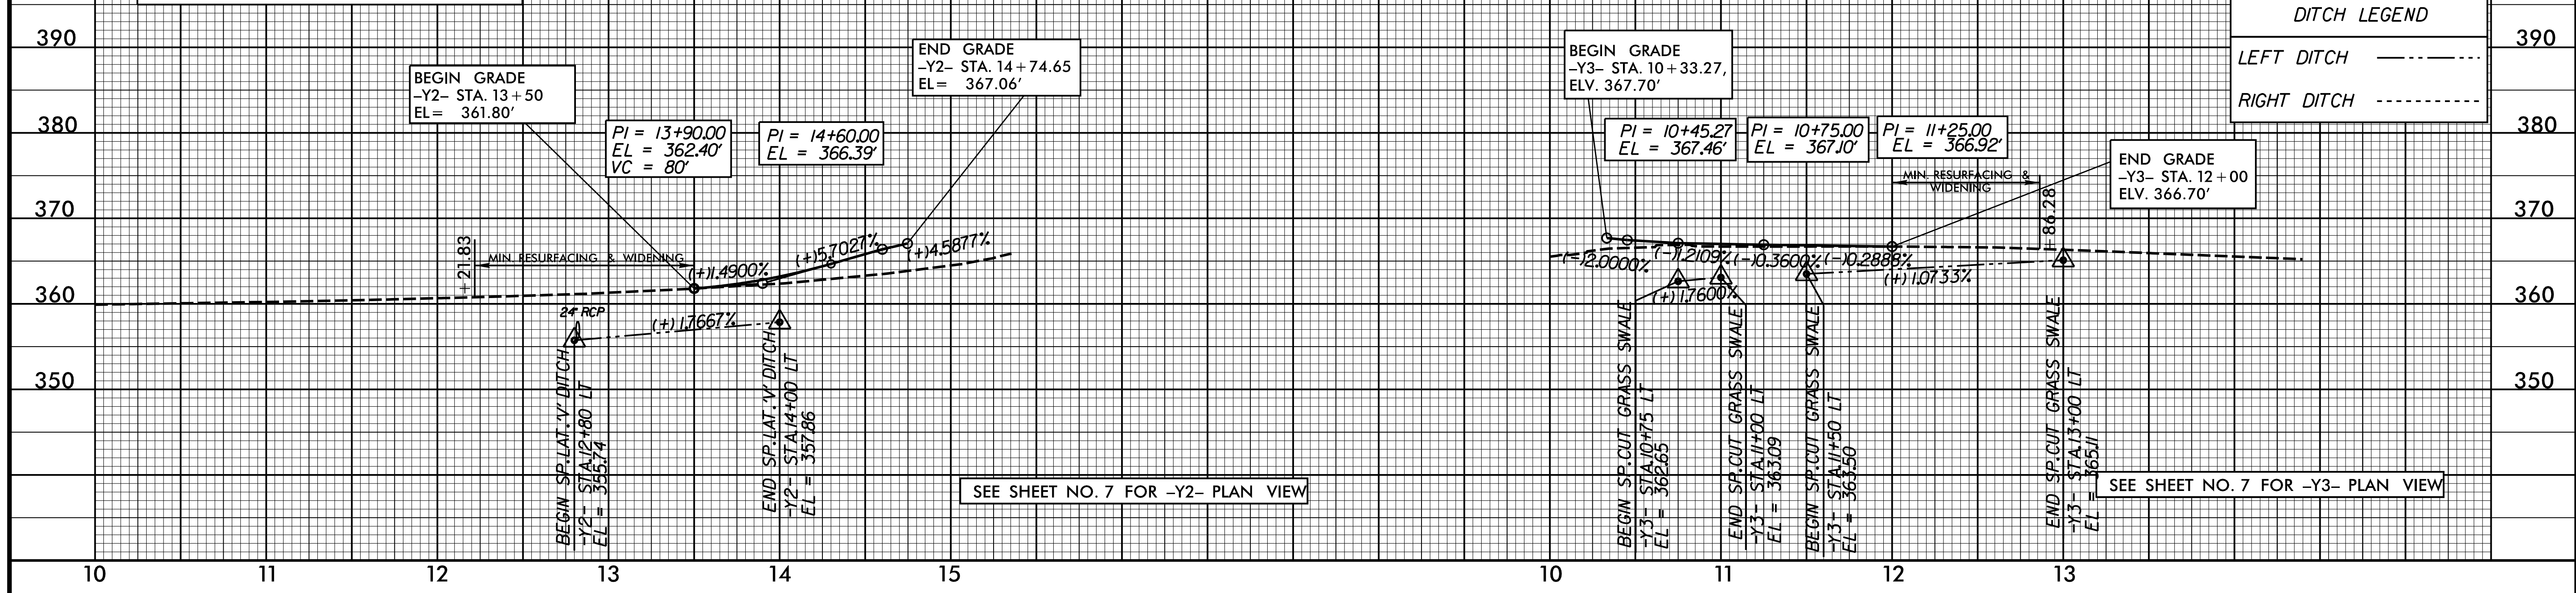 DITCH LEGEND
LEFT DITCH
RIGHT DITCH
390
380
370
360
350
BEGIN GRADE
-Y2- STA. 13+50
EL= 361.80'
END GRADE
-Y2- STA. 14+74.65
EL= 367.06'
PI = 13+90.00
EL = 362.40'
VC = 80'
PI = 14+60.00
EL = 366.39'
+21.83
MIN. RESURFACING & WIDENING
(+)1.4900%
(+)5.7027%
(+)4.5877%
24" RCP
(+)1.7667%
BEGIN SP.LAT.'V' DITCH
-Y2- STA.12+80 LT
EL = 355.74
END SP.LAT.'V' DITCH
-Y2- STA.14+00 LT
EL = 357.86
SEE SHEET NO. 7 FOR -Y2- PLAN VIEW
10 11 12 13 14 15
BEGIN GRADE
-Y3- STA. 10+33.27,
ELV. 367.70'
PI = 10+45.27
EL = 367.46'
PI = 10+75.00
EL = 367.10'
PI = 11+25.00
EL = 366.92'
END GRADE
-Y3- STA. 12+00
ELV. 366.70'
MIN. RESURFACING &
WIDENING
+86.28
(-)2.0000%
(-)1.2109%
(-)0.3600%
(-)0.2888%
(+)1.7600%
(+)1.0733%
BEGIN SP.CUT GRASS SWALE
-Y3- STA.10+75 LT
EL = 362.65
END SP.CUT GRASS SWALE
-Y3- STA.11+00 LT
EL = 363.09
BEGIN SP.CUT GRASS SWALE
-Y3- STA.11+50 LT
EL = 363.50
END SP.CUT GRASS SWALE
-Y3- STA.13+00 LT
EL = 365.11
SEE SHEET NO. 7 FOR -Y3- PLAN VIEW
10 11 12 13
390
380
370
360
350